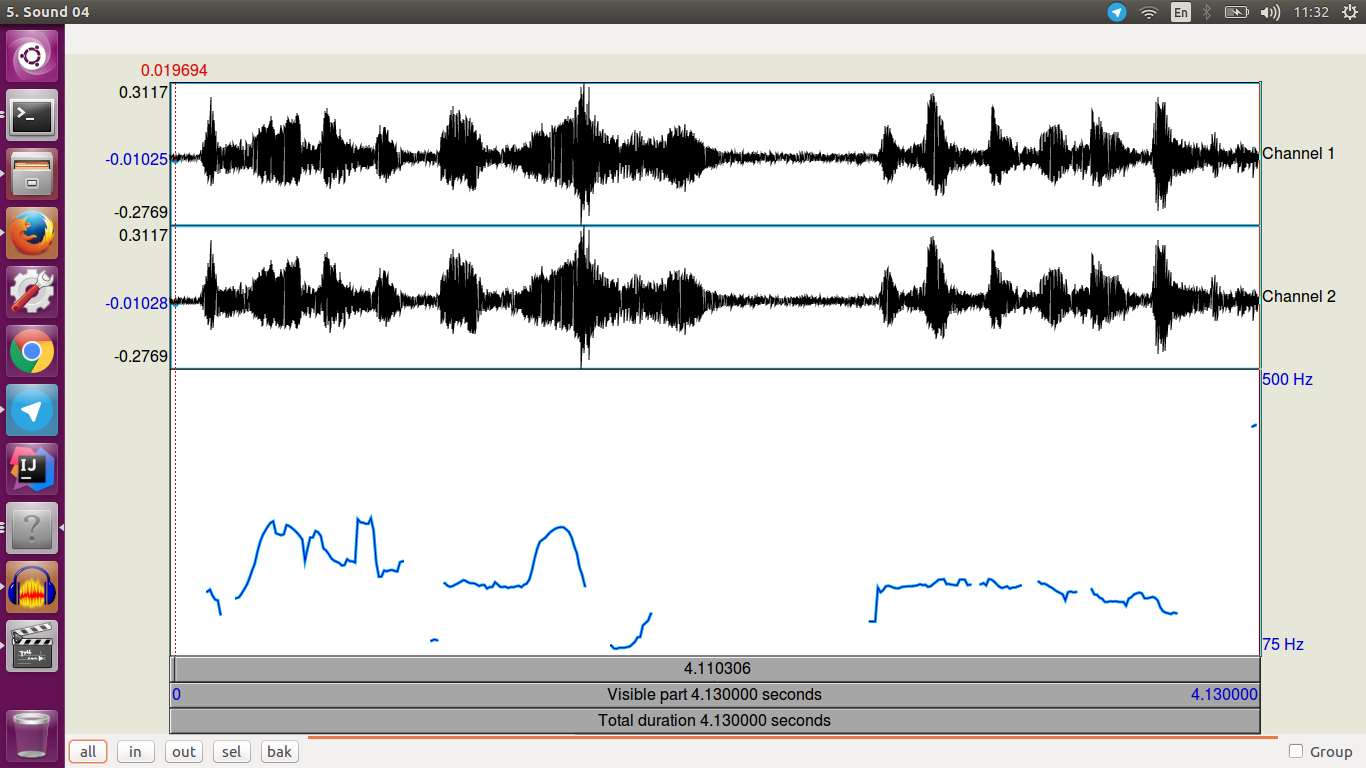 5. Sound 04
En
11:32
0.019694
0.3117
-0.01025
Channel 1
-0.2769
0.3117
-0.01028
Channel 2
-0.2769
500 Hz
IJ
?
75 Hz
4.110306
0
Visible part 4.130000 seconds
4.130000
Total duration 4.130000 seconds
all
in
out
sel
bak
Group